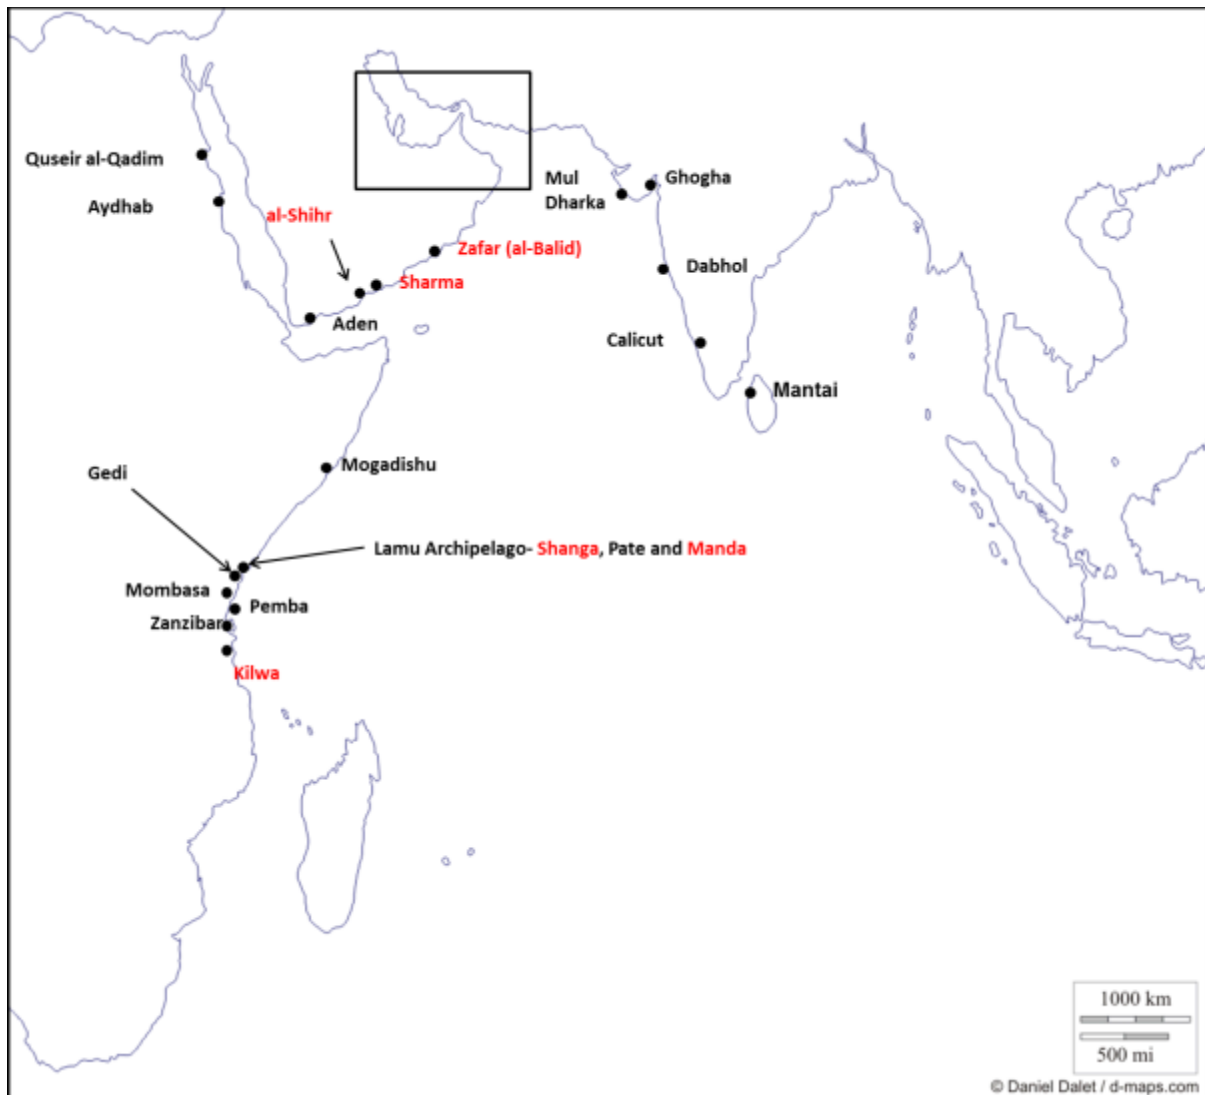 Quseir al-Qadim
Aydhab
al-Shihr
Zafar (al-Balid)
Sharma
Aden
Mul
Dharka
Ghogha
Dabhol
Calicut
Mantai
Mogadishu
Gedi
Lamu Archipelago- Shanga, Pate and Manda
Mombasa
Pemba
Zanzibar
Kilwa
1000 km
500 mi
© Daniel Dalet / d-maps.com